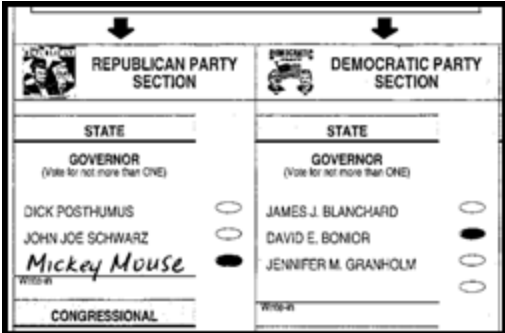 REPUBLICAN PARTY
SECTION
STATE
GOVERNOR
(Vote for not more than ONE)
DICK POSTHUMUS
JOHN JOE SCHWARZ
Mickey Mouse
Write-in
CONGRESSIONAL
DEMOCRATIC
DEMOCRATIC PARTY
SECTION
STATE
GOVERNOR
(Vote for not more than ONE)
JAMES J. BLANCHARD
DAVID E. BONIOR
JENNIFER M. GRANHOLM
Write-in